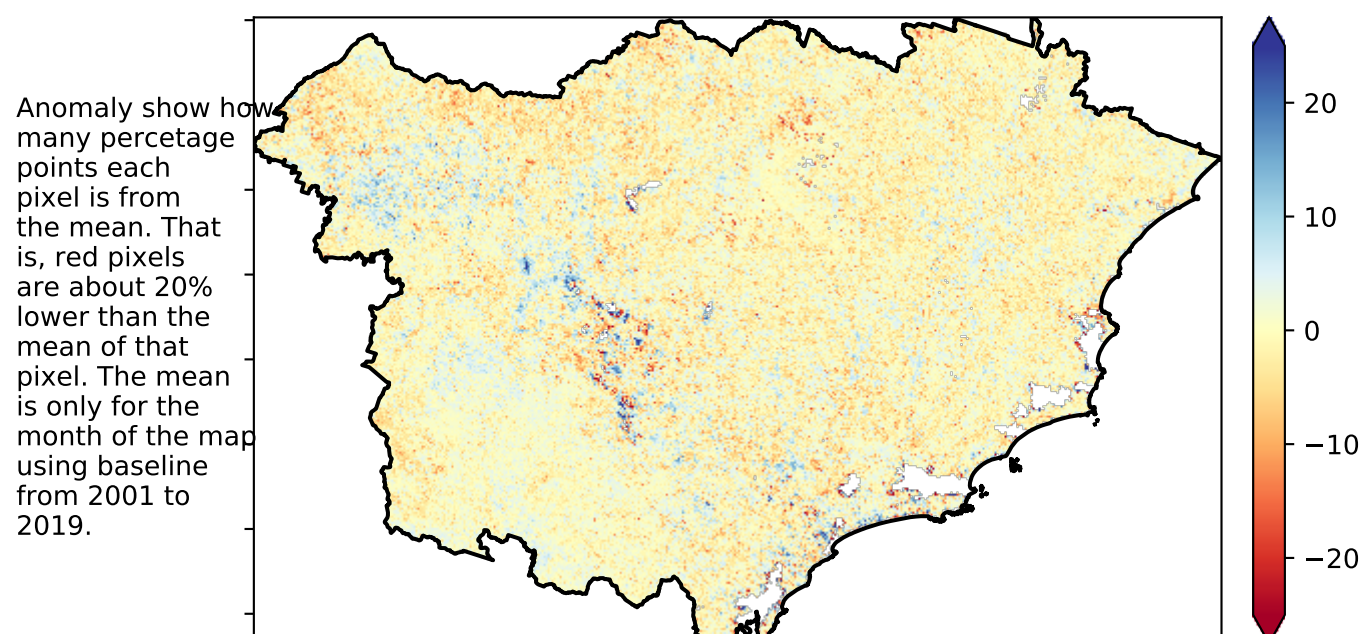 Anomaly show how
many percetage
points each
pixel is from
the mean. That
is, red pixels
are about 20%
lower than the
mean of that
pixel. The mean
is only for the
month of the map
using baseline
from 2001 to
2019.
20
10
0
−10
−20